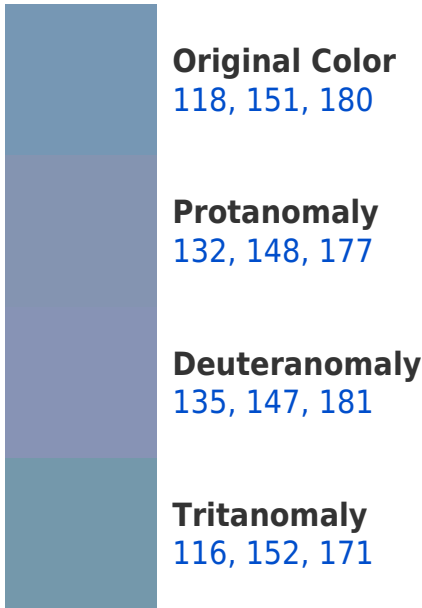 Original Color
118, 151, 180
Protanomaly
132, 148, 177
Deuteranomaly
135, 147, 181
Tritanomaly
116, 152, 171